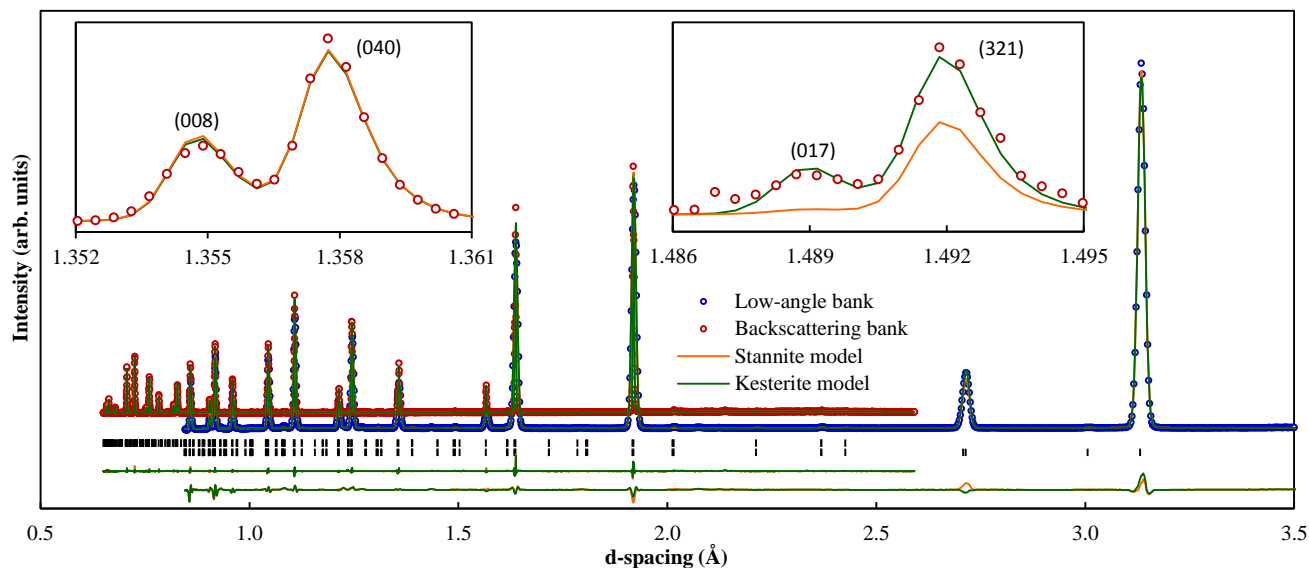 (008)
(040)
1.352 1.355 1.358 1.361
(017)
(321)
1.486 1.489 1.492 1.495
Intensity (arb. units)
Low-angle bank
Backscattering bank
Stannite model
Kesterite model
0.5 1.0 1.5 2.0 2.5 3.0 3.5
d-spacing (Å)